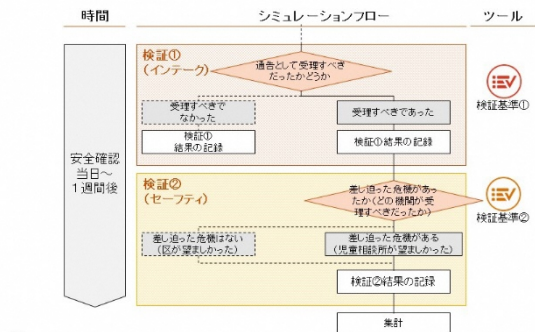 時間
シミュレーションフロー
ツール
検証①
(インテーク)
通告として受理すべき
だったかどうか
受理すべきで
なかった
受理すべきであった
検証①
結果の記録
検証①結果の記録
検証基準①
安全確認
当日～
1週間後
検証②
(セーフティ)
差し迫った危機があっ
たか(どの機関が受
理すべきだったか)
検証基準②
差し迫った危機はない
(区が望ましかった)
差し迫った危機がある
(児童相談所が望ましかった)
検証②結果の記録
集計